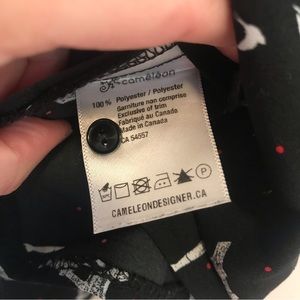 caméléon
100 % Polyester / Polyester
Garniture non comprise
Exclusive of trim
Fabriqué au Canada
Made in Canada
CA 54557
P
CAMELEONDESIGNER.CA